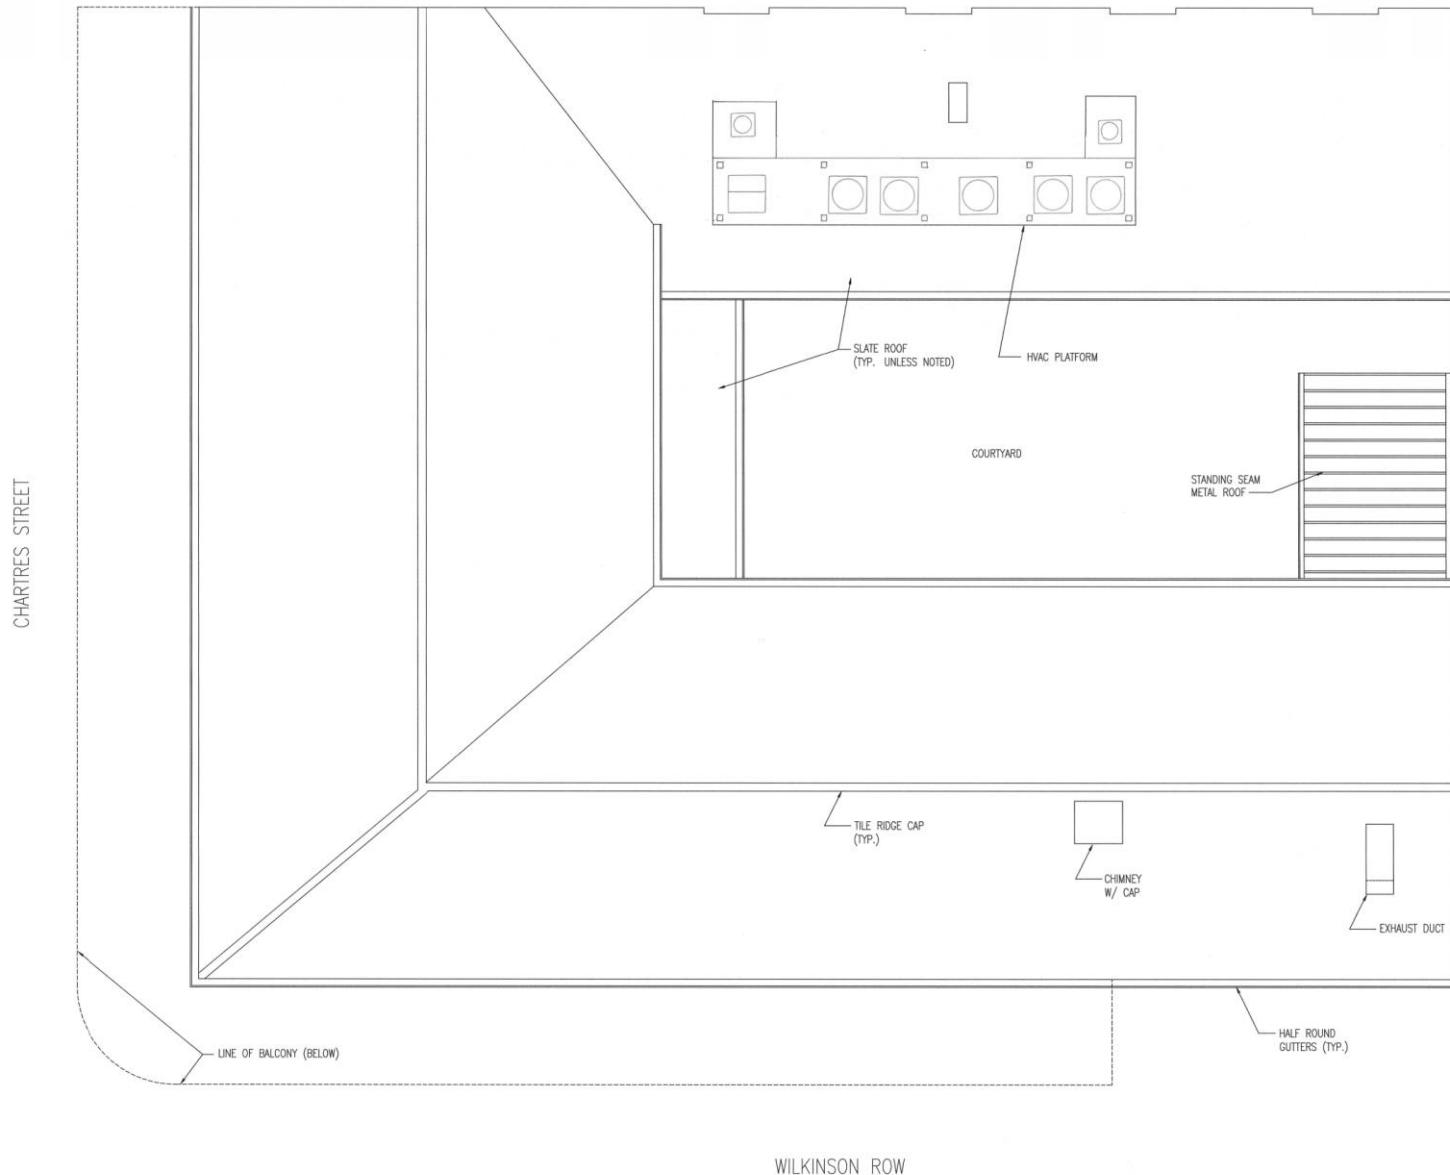 SLATE ROOF
(TYP. UNLESS NOTED)
HVAC PLATFORM
COURTYARD
STANDING SEAM
METAL ROOF
CHARTRES STREET
TILE RIDGE CAP
(TYP.)
CHIMNEY
W/ CAP
EXHAUST DUCT
HALF ROUND
GUTTERS (TYP.)
LINE OF BALCONY (BELOW)
WILKINSON ROW